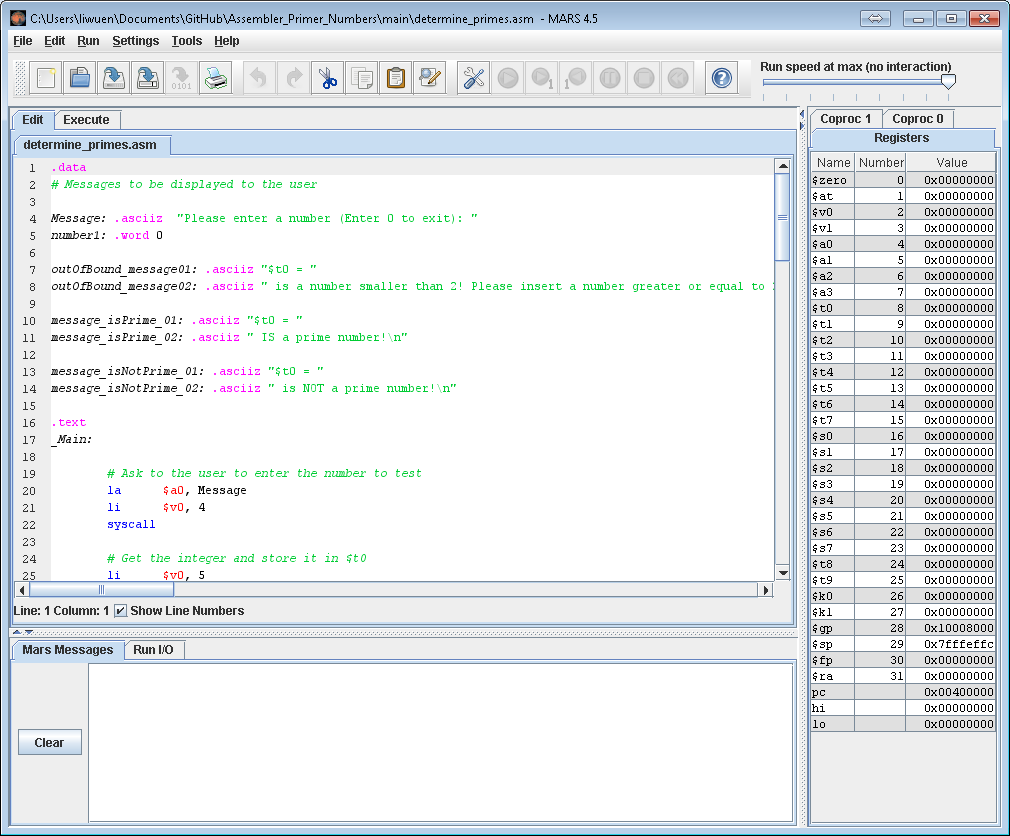 C:\Users\liwuen\Documents\GitHub\Assembler_Primer_Numbers\main\determine_primes.asm - MARS 4.5
File Edit Run Settings Tools Help
Run speed at max (no interaction)
Edit Execute
determine_primes.asm
1 .data
2 # Messages to be displayed to the user
3
4 Message: .asciiz "Please enter a number (Enter 0 to exit): "
5 number1: .word 0
6
7 outOfBound_message01: .asciiz "$t0 = "
8 outOfBound_message02: .asciiz " is a number smaller than 2! Please insert a number greater or equal to
9
10 message_isPrime_01: .asciiz "$t0 = "
11 message_isPrime_02: .asciiz " IS a prime number!\n"
12
13 message_isNotPrime_01: .asciiz "$t0 = "
14 message_isNotPrime_02: .asciiz " is NOT a prime number!\n"
15
16 .text
17 _Main:
18
19 # Ask to the user to enter the number to test
20 la $a0, Message
21 li $v0, 4
22 syscall
23
24 # Get the integer and store it in $t0
25 li $v0, 5
Line: 1 Column: 1 Show Line Numbers
Mars Messages Run I/O
Clear
Coproc 1 Coproc 0
Registers
Name Number Value
$zero 0 0x00000000
$at 1 0x00000000
$v0 2 0x00000000
$v1 3 0x00000000
$a0 4 0x00000000
$a1 5 0x00000000
$a2 6 0x00000000
$a3 7 0x00000000
$t0 8 0x00000000
$t1 9 0x00000000
$t2 10 0x00000000
$t3 11 0x00000000
$t4 12 0x00000000
$t5 13 0x00000000
$t6 14 0x00000000
$t7 15 0x00000000
$s0 16 0x00000000
$s1 17 0x00000000
$s2 18 0x00000000
$s3 19 0x00000000
$s4 20 0x00000000
$s5 21 0x00000000
$s6 22 0x00000000
$s7 23 0x00000000
$t8 24 0x00000000
$t9 25 0x00000000
$k0 26 0x00000000
$k1 27 0x00000000
$gp 28 0x10008000
$sp 29 0x7fffeffc
$fp 30 0x00000000
$ra 31 0x00000000
pc 0x00400000
hi 0x00000000
lo 0x00000000